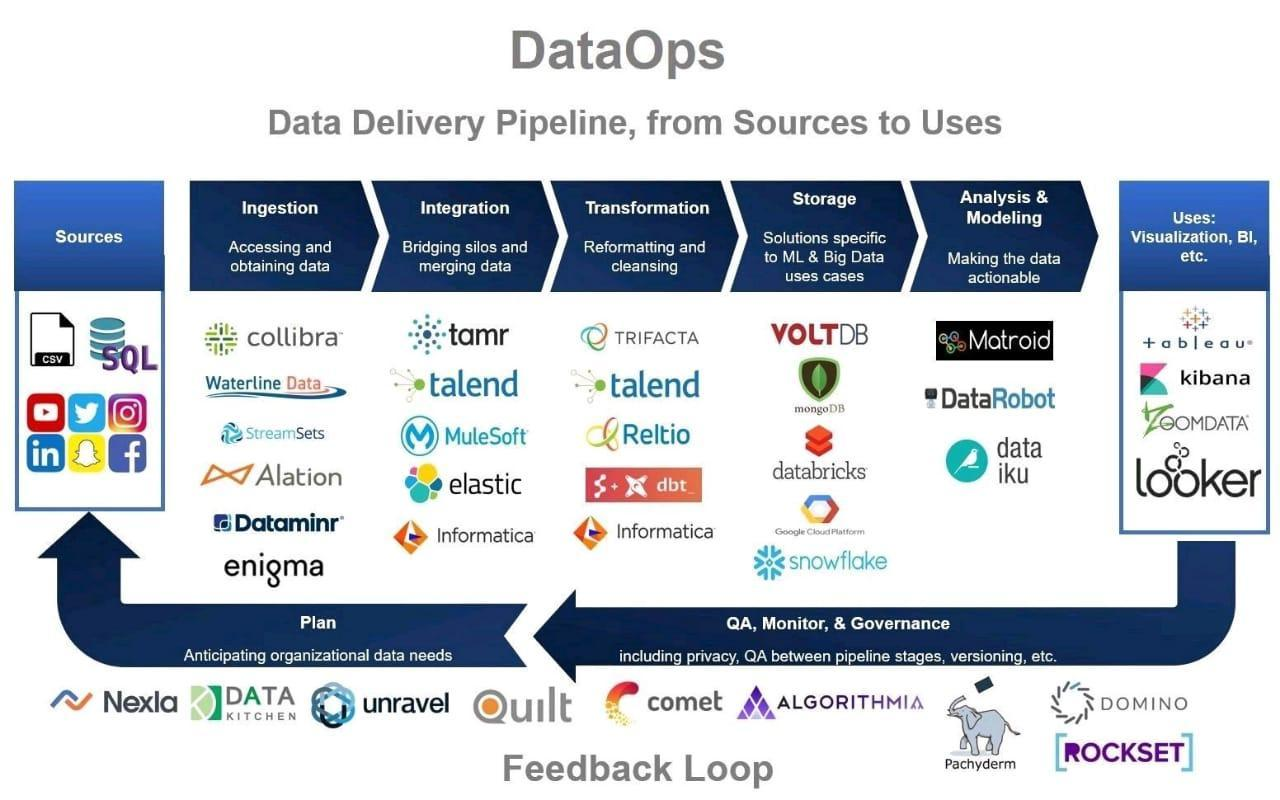 DataOps
Data Delivery Pipeline, from Sources to Uses
Sources
CSV
SQL
in
f
Ingestion
Accessing and
obtaining data
collibra
Waterline Data
StreamSets
Alation
Dataminr
enigma
Integration
Bridging silos and
merging data
tamr
talend
MuleSoft
elastic
Informatica
Transformation
Reformatting and
cleansing
TRIFACTA
talend
Reltio
+ dbt_
Informatica
Storage
Solutions specific
to ML & Big Data
uses cases
VOLTDB
mongoDB
databricks
Google Cloud Platform
snowflake
Analysis &
Modeling
Making the data
actionable
Matroid
DataRobot
data
iku
Uses:
Visualization, BI,
etc.
+ableau
kibana
ZOOMDATA
looker
Plan
Anticipating organizational data needs
QA, Monitor, & Governance
including privacy, QA between pipeline stages, versioning, etc.
Nexla
DATA
KITCHEN
unravel
Quilt
comet
ALGORITHMIA
Pachyderm
DOMINO
[ROCKSET]
Feedback Loop